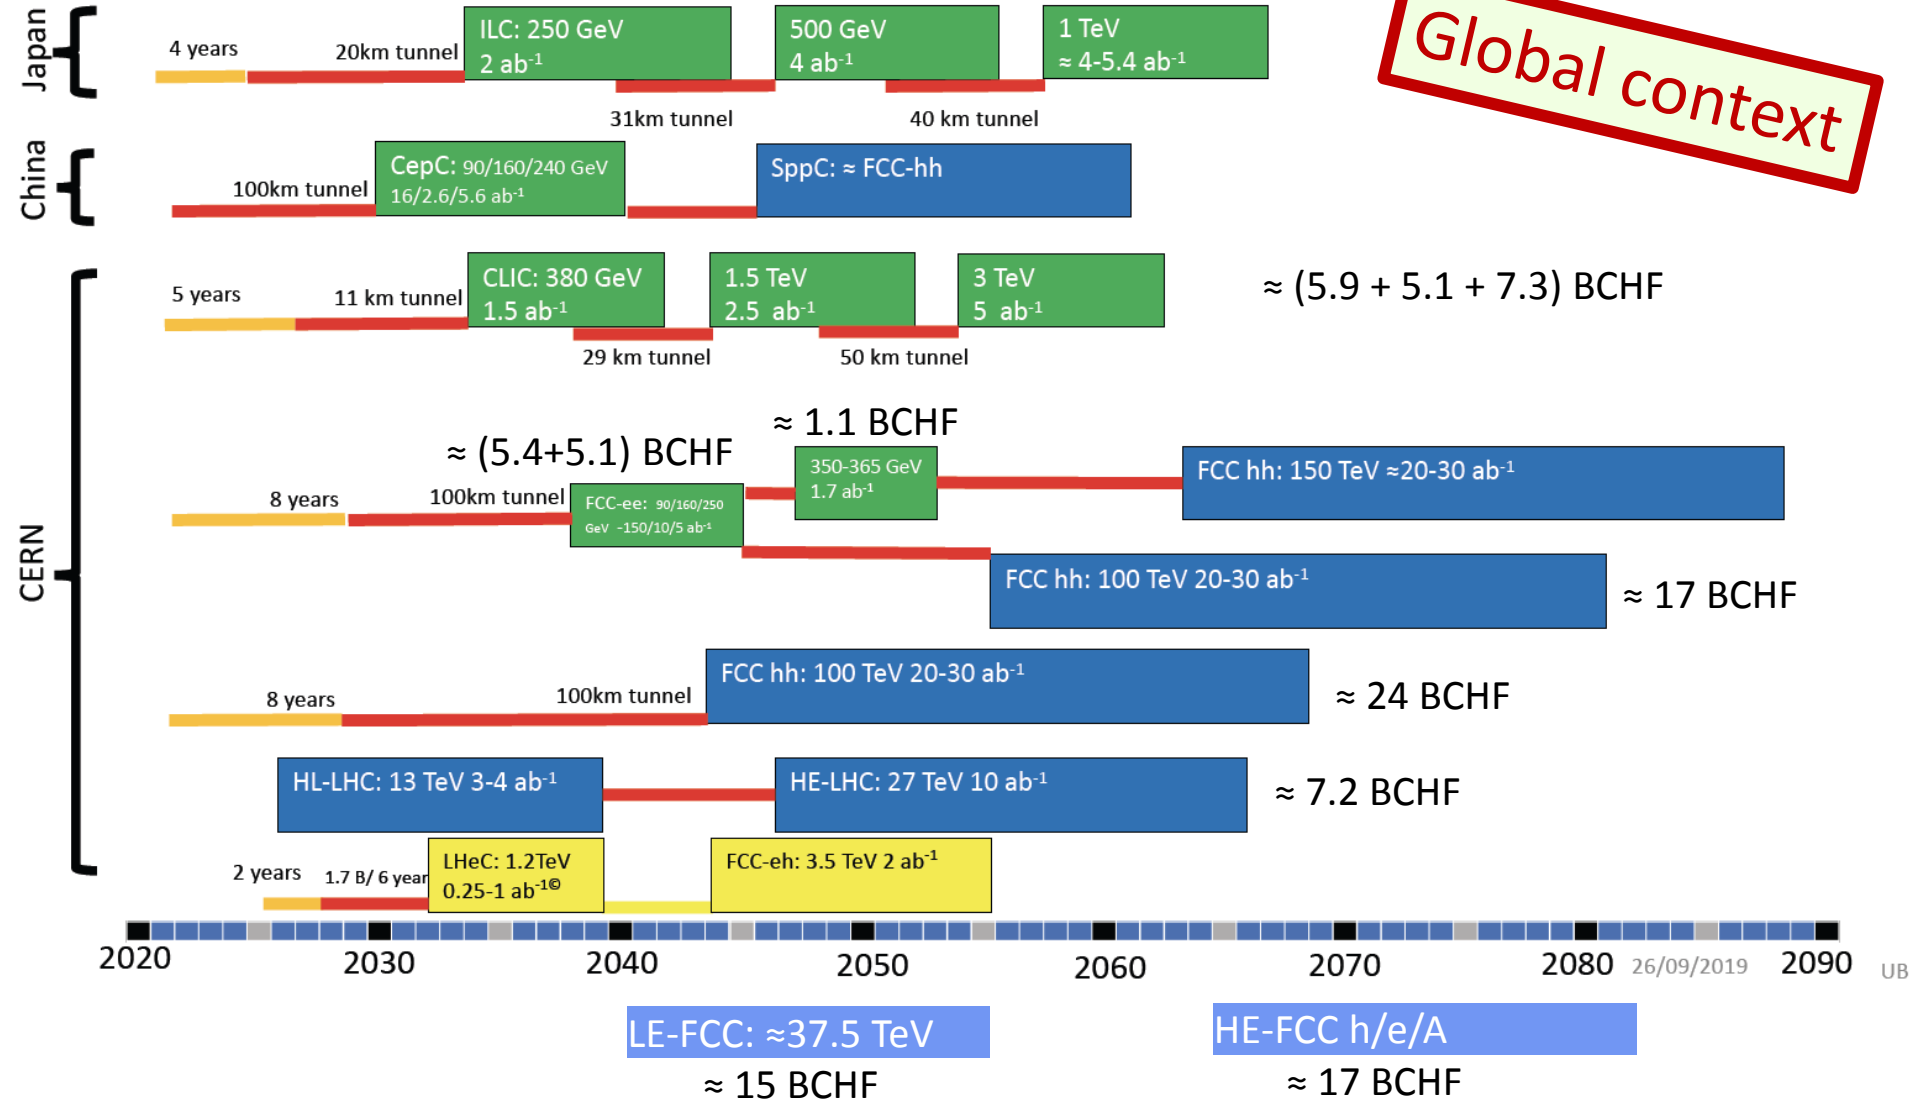 Global context
Japan
4 years
20km tunnel
ILC: 250 GeV
2 ab⁻¹
500 GeV
4 ab⁻¹
1 TeV
≈ 4-5.4 ab⁻¹
31km tunnel
40 km tunnel
China
100km tunnel
CepC: 90/160/240 GeV
16/2.6/5.6 ab⁻¹
SppC: ≈ FCC-hh
CERN
5 years
11 km tunnel
CLIC: 380 GeV
1.5 ab⁻¹
1.5 TeV
2.5 ab⁻¹
3 TeV
5 ab⁻¹
≈ (5.9 + 5.1 + 7.3) BCHF
29 km tunnel
50 km tunnel
≈ (5.4+5.1) BCHF
≈ 1.1 BCHF
8 years
100km tunnel
FCC-ee: 90/160/250
GeV -150/10/5 ab⁻¹
350-365 GeV
1.7 ab⁻¹
FCC hh: 150 TeV ≈20-30 ab⁻¹
FCC hh: 100 TeV 20-30 ab⁻¹
≈ 17 BCHF
8 years
100km tunnel
FCC hh: 100 TeV 20-30 ab⁻¹
≈ 24 BCHF
HL-LHC: 13 TeV 3-4 ab⁻¹
HE-LHC: 27 TeV 10 ab⁻¹
≈ 7.2 BCHF
2 years
1.7 B/ 6 year
LHeC: 1.2TeV
0.25-1 ab⁻¹©
FCC-eh: 3.5 TeV 2 ab⁻¹
2020 2030 2040 2050 2060 2070 2080 26/09/2019 2090 UB
LE-FCC: ≈37.5 TeV
≈ 15 BCHF
HE-FCC h/e/A
≈ 17 BCHF